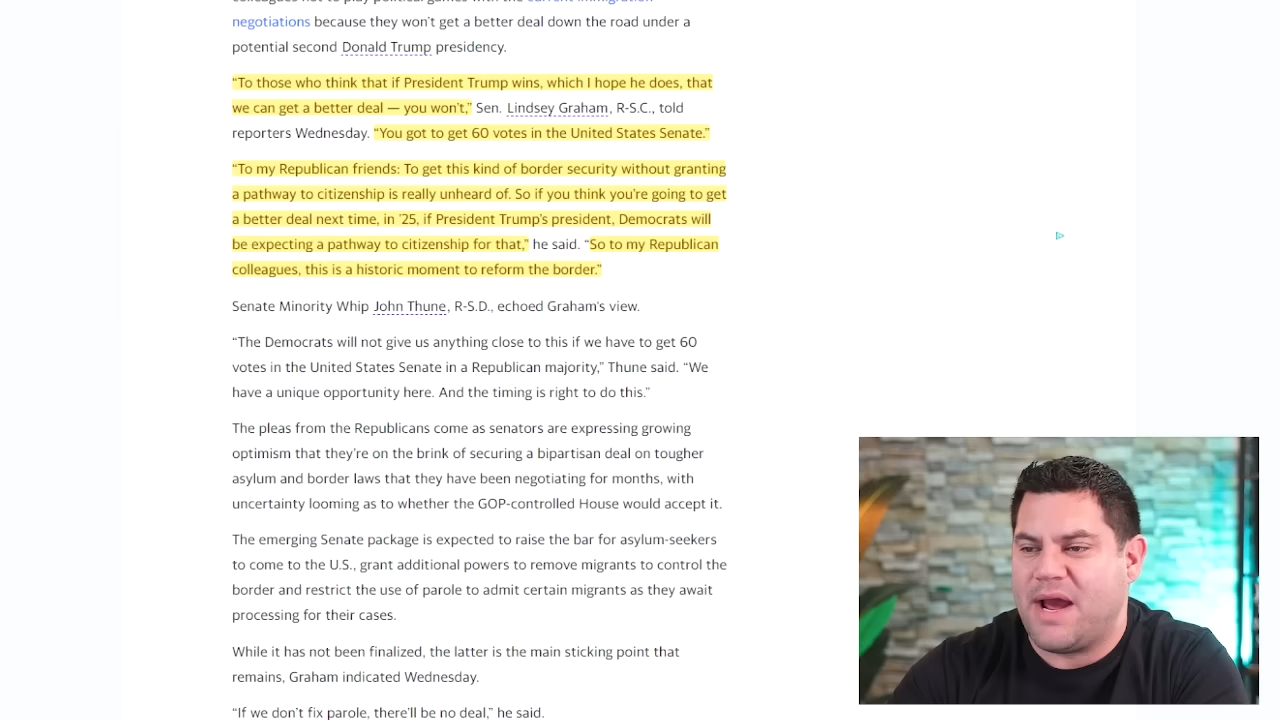 colleagues not to play political games with the current immigration
negotiations because they won’t get a better deal down the road under a
potential second Donald Trump presidency.
“To those who think that if President Trump wins, which I hope he does, that
we can get a better deal — you won’t,” Sen. Lindsey Graham, R-S.C., told
reporters Wednesday. “You got to get 60 votes in the United States Senate.”
“To my Republican friends: To get this kind of border security without granting
a pathway to citizenship is really unheard of. So if you think you’re going to get
a better deal next time, in ’25, if President Trump’s president, Democrats will
be expecting a pathway to citizenship for that,” he said. “So to my Republican
colleagues, this is a historic moment to reform the border.”
Senate Minority Whip John Thune, R-S.D., echoed Graham’s view.
“The Democrats will not give us anything close to this if we have to get 60
votes in the United States Senate in a Republican majority,” Thune said. “We
have a unique opportunity here. And the timing is right to do this.”
The pleas from the Republicans come as senators are expressing growing
optimism that they’re on the brink of securing a bipartisan deal on tougher
asylum and border laws that they have been negotiating for months, with
uncertainty looming as to whether the GOP-controlled House would accept it.
The emerging Senate package is expected to raise the bar for asylum-seekers
to come to the U.S., grant additional powers to remove migrants to control the
border and restrict the use of parole to admit certain migrants as they await
processing for their cases.
While it has not been finalized, the latter is the main sticking point that
remains, Graham indicated Wednesday.
“If we don’t fix parole, there’ll be no deal,” he said.